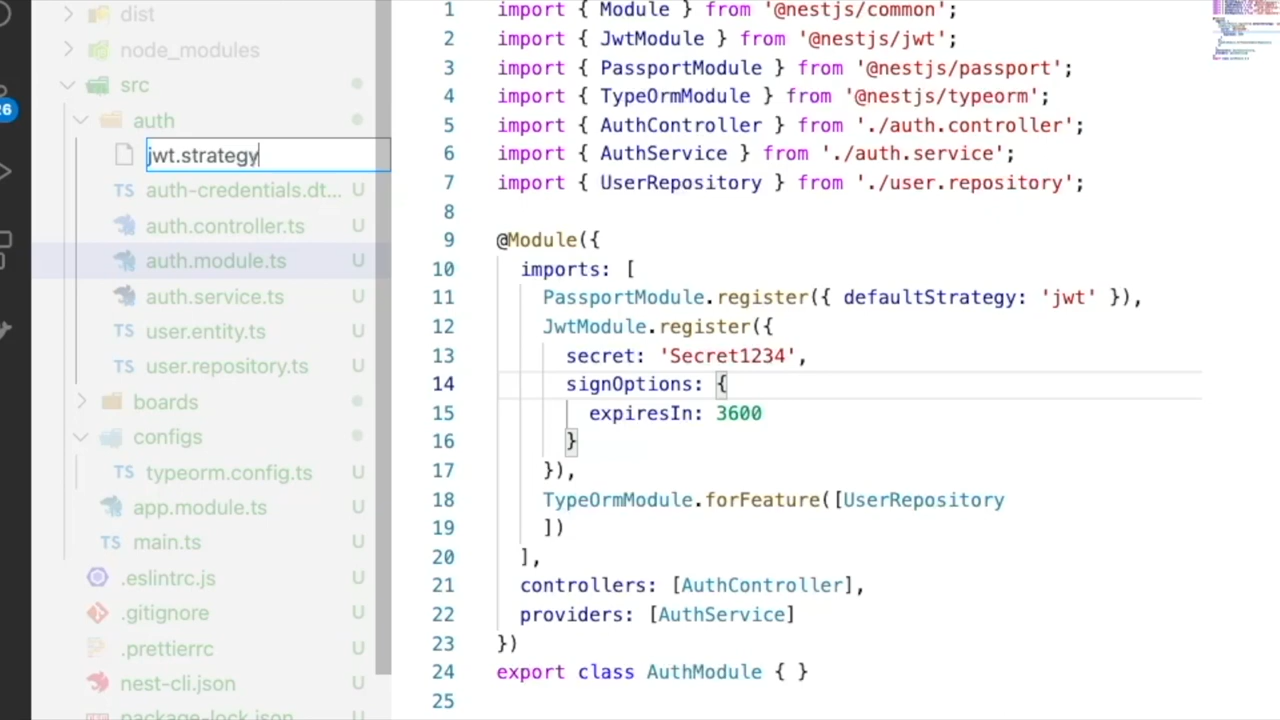 dist
node_modules
src
auth
jwt.strategy
auth-credentials.dt...
U
auth.controller.ts
U
auth.module.ts
U
auth.service.ts
U
user.entity.ts
U
user.repository.ts
U
boards
configs
TS typeorm.config.ts
U
app.module.ts
U
TS main.ts
U
.eslintrc.js
U
.gitignore
U
.prettierrc
U
nest-cli.json
U
package-lock.json
26
1 import { Module } from '@nestjs/common';
2 import { JwtModule } from '@nestjs/jwt';
3 import { PassportModule } from '@nestjs/passport';
4 import { TypeOrmModule } from '@nestjs/typeorm';
5 import { AuthController } from './auth.controller';
6 import { AuthService } from './auth.service';
7 import { UserRepository } from './user.repository';
8
9 @Module({
10 imports: [
11 PassportModule.register({ defaultStrategy: 'jwt' }),
12 JwtModule.register({
13 secret: 'Secret1234',
14 signOptions: {
15 expiresIn: 3600
16 }
17 }),
18 TypeOrmModule.forFeature([UserRepository
19 ])
20 ],
21 controllers: [AuthController],
22 providers: [AuthService]
23 })
24 export class AuthModule { }
25